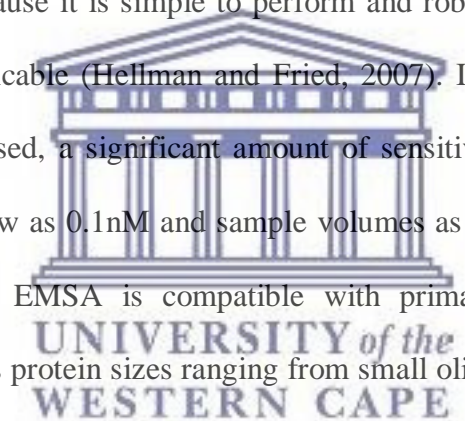 ause it is simple to perform and rob
icable (Hellman and Fried, 2007). I
sed, a significant amount of sensitiv
w as 0.1nM and sample volumes as
EMSA is compatible with prima
UNIVERSITY of the
s protein sizes ranging from small oli
WESTERN CAPE